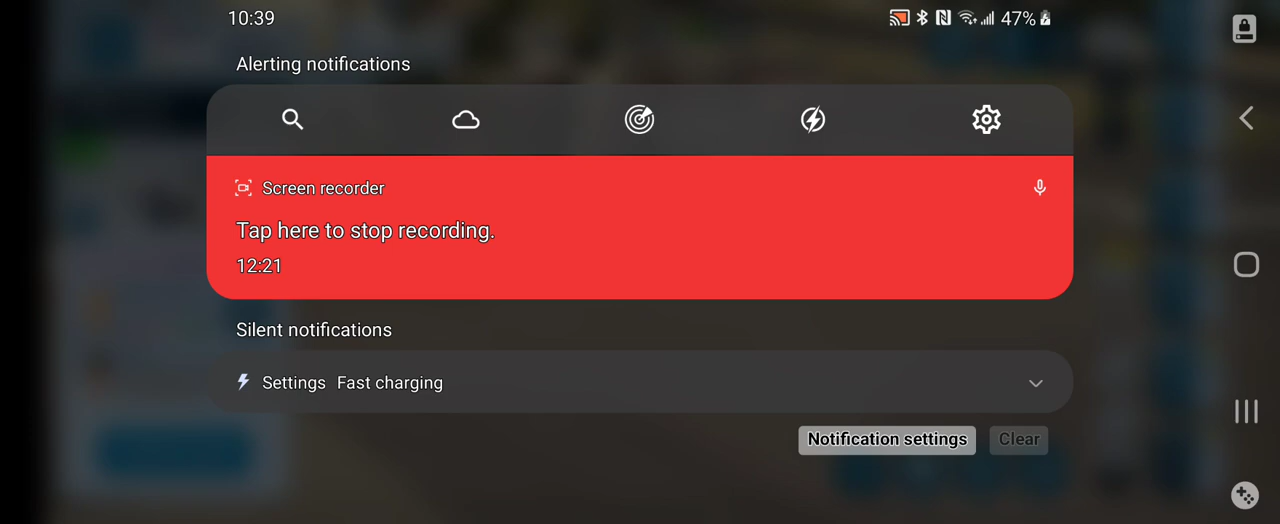 10:39
47%
Alerting notifications
Screen recorder
Tap here to stop recording.
12:21
Silent notifications
Settings Fast charging
Notification settings Clear